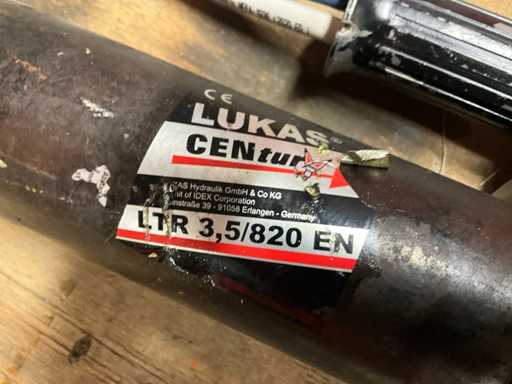 CE
LUKAS®
CENtur
Hydraulik GmbH & Co KG
of IDEX Corporation
39 - 91058 Erlangen - Germany
LTR 3,5/820 EN